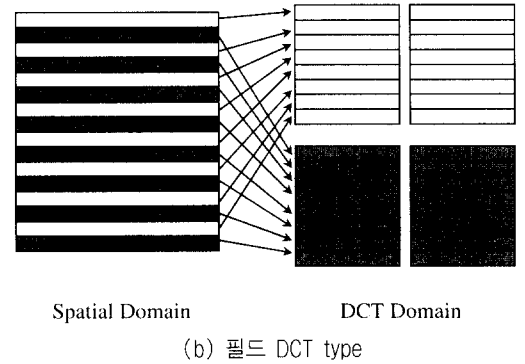 Spatial Domain
DCT Domain
(b) 필드 DCT type